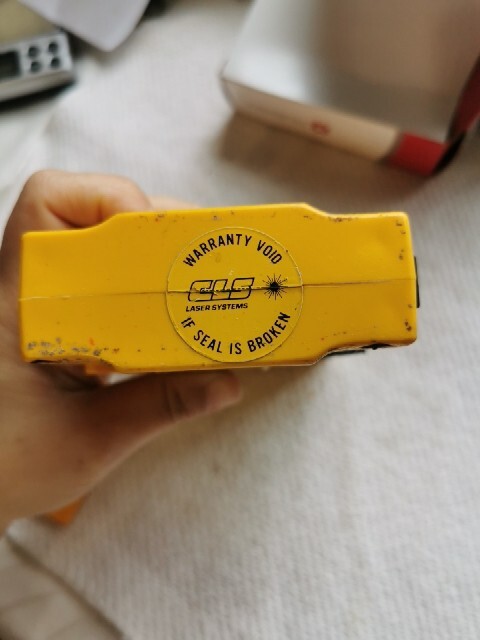 WARRANTY VOID
CLS
LASER SYSTEMS
IF SEAL IS BROKEN